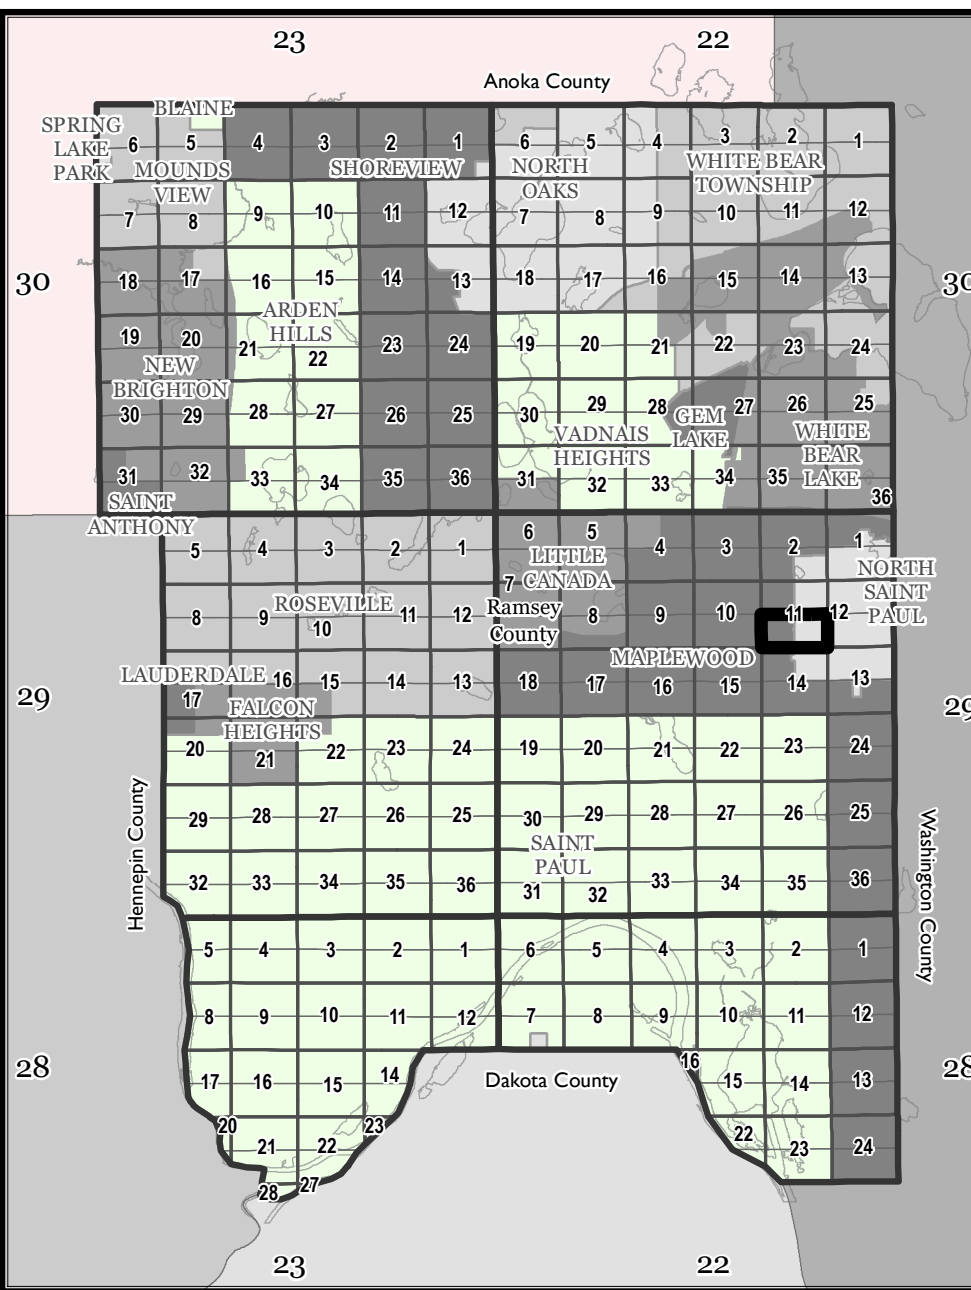 23 22
Anoka County
BLAINE
SPRING
LAKE
PARK
6 5 4 3 2 1 6 5 4 3 2 1
MOUNDS
VIEW
SHOREVIEW
NORTH
OAKS
WHITE BEAR
TOWNSHIP
7 8 9 10 11 12 7 8 9 10 11 12
30 18 17 16 15 14 13 18 17 16 15 14 13 30
ARDEN
HILLS
19 20 21 22 23 24 19 20 21 22 23 24
NEW
BRIGHTON
30 29 28 27 26 25 30 29 28 27 26 25
GEM
LAKE
VADNAIS
HEIGHTS
WHITE
BEAR
LAKE
31 32 33 34 35 36 31 32 33 34 35 36
SAINT
ANTHONY
5 4 3 2 1 6 5 4 3 2 1
LITTLE
CANADA
NORTH
SAINT
PAUL
8 9 10 11 12 7 8 9 10 11 12
ROSEVILLE
Ramsey
County
MAPLEWOOD
LAUDERDALE
29 17 16 15 14 13 18 17 16 15 14 13 29
FALCON
HEIGHTS
20 21 22 23 24 19 20 21 22 23 24
29 28 27 26 25 30 29 28 27 26 25
Hennepin County
Washington County
SAINT
PAUL
32 33 34 35 36 31 32 33 34 35 36
5 4 3 2 1 6 5 4 3 2 1
8 9 10 11 12 7 8 9 10 11 12
28 17 16 15 14 16 15 14 13 28
Dakota County
20 21 22 23 22 23 24
28 27
23 22